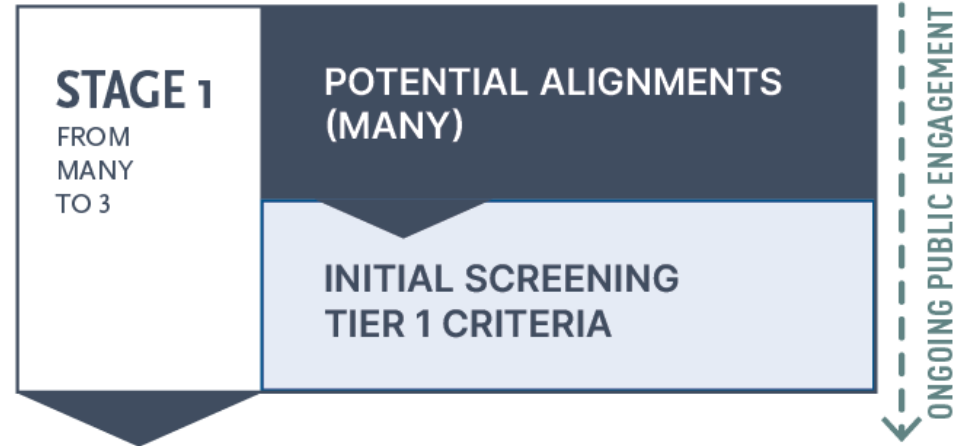 STAGE 1
FROM
MANY
TO 3
POTENTIAL ALIGNMENTS
(MANY)
INITIAL SCREENING
TIER 1 CRITERIA
ONGOING PUBLIC ENGAGEMENT